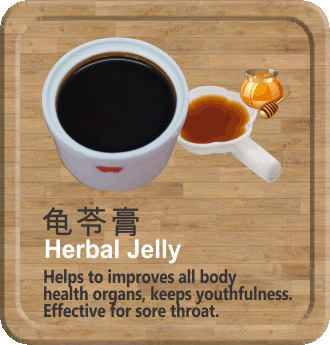 龟苓膏
Herbal Jelly
Helps to improves all body
health organs, keeps youthfulness.
Effective for sore throat.